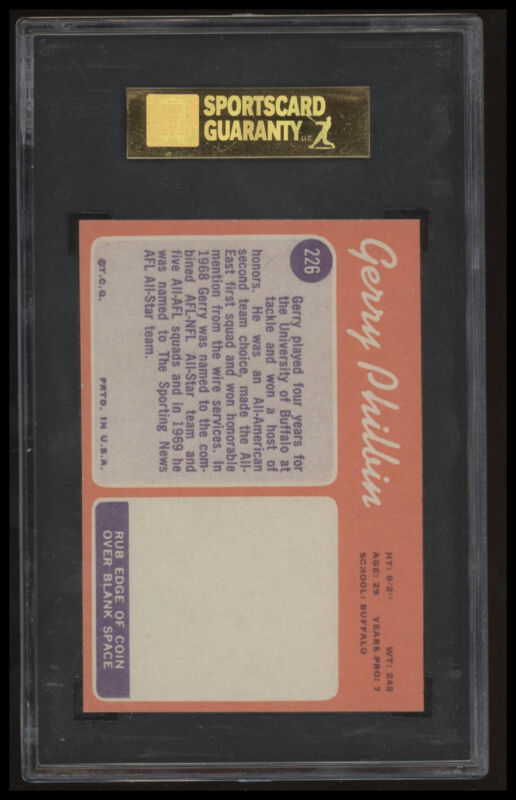 SPORTSCARD
GUARANTY LLC
Gerry Philbin
HT: 6'2" WT: 245
AGE: 29 YEARS PRO: 7
SCHOOL: BUFFALO
226
Gerry played four years for
the University of Buffalo at
tackle and won a host of
honors. He was an All-American
second team choice, made the All-
East first squad and won honorable
mention from the wire services. In
1968 Gerry was named to the com-
bined AFL-NFL All-Star team and
five All-AFL squads and in 1969 he
was named to The Sporting News
AFL All-Star team.
©T.C.G. PRTD. IN U.S.A.
RUB EDGE OF COIN
OVER BLANK SPACE